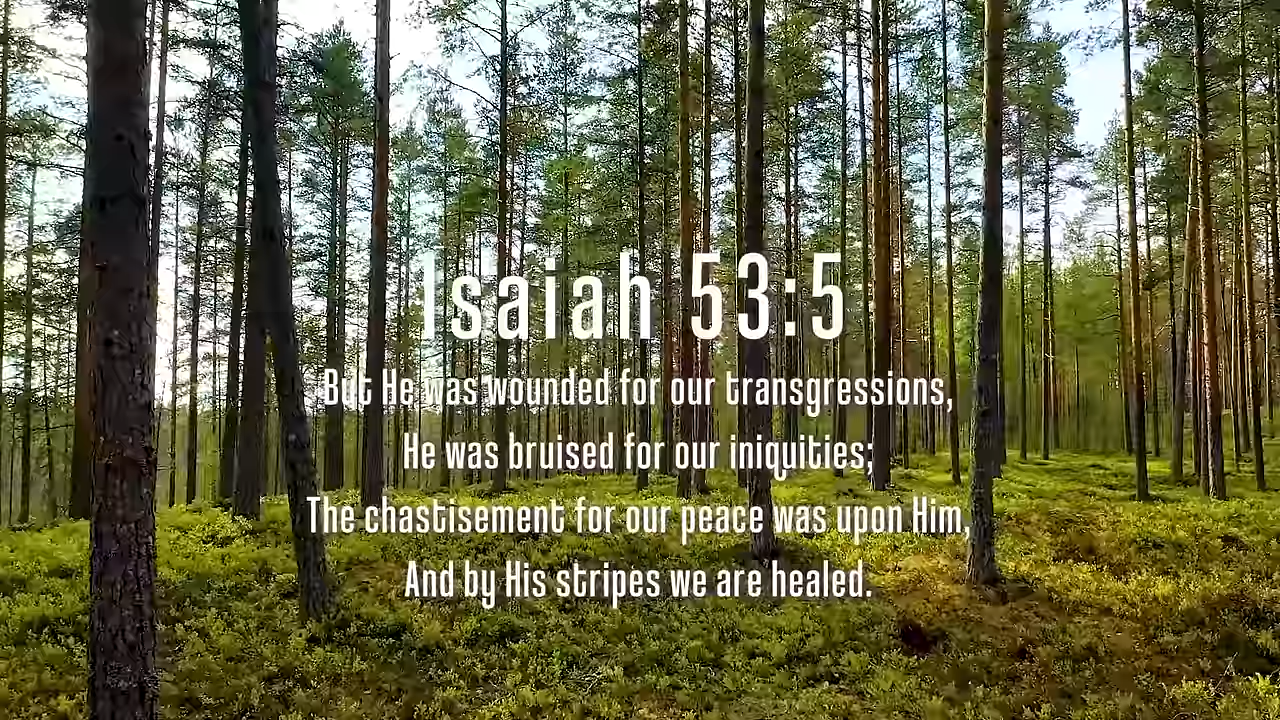 Isaiah 53:5
But He was wounded for our transgressions,
He was bruised for our iniquities;
The chastisement for our peace was upon Him,
And by His stripes we are healed.